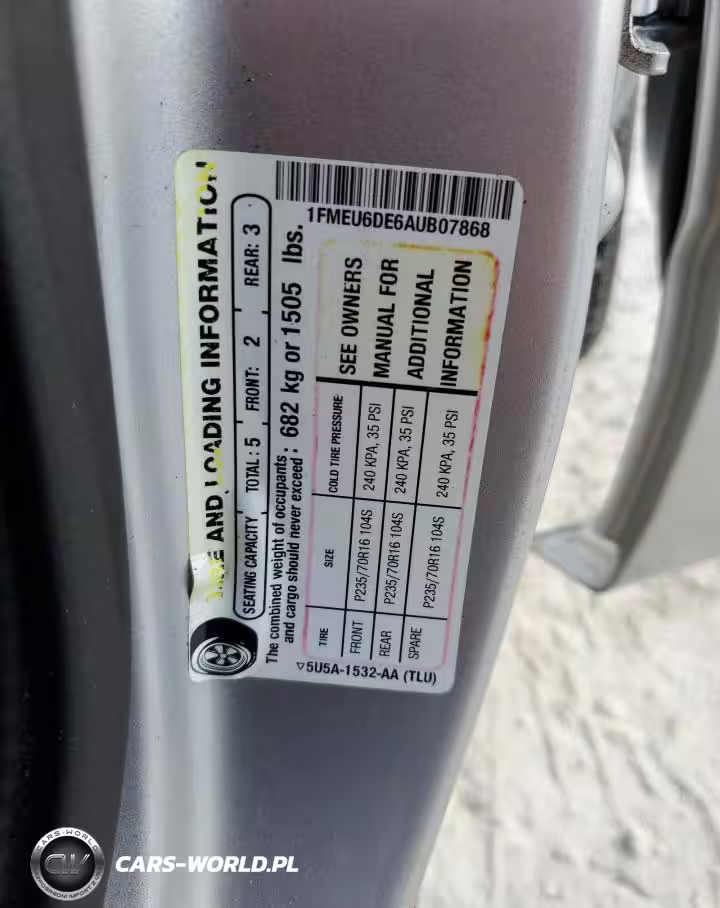 TIRE AND LOADING INFORMATION
SEATING CAPACITY TOTAL: 5 FRONT: 2 REAR: 3
The combined weight of occupants
and cargo should never exceed: 682 kg or 1505 lbs.
TIRE SIZE COLD TIRE PRESSURE
FRONT P235/70R16 104S 240 KPA, 35 PSI
REAR P235/70R16 104S 240 KPA, 35 PSI
SPARE P235/70R16 104S 240 KPA, 35 PSI
SEE OWNERS
MANUAL FOR
ADDITIONAL
INFORMATION
5U5A-1532-AA (TLU)
1FMEU6DE6AUB07868
CARS-WORLD
CW
CARS-WORLD.PL